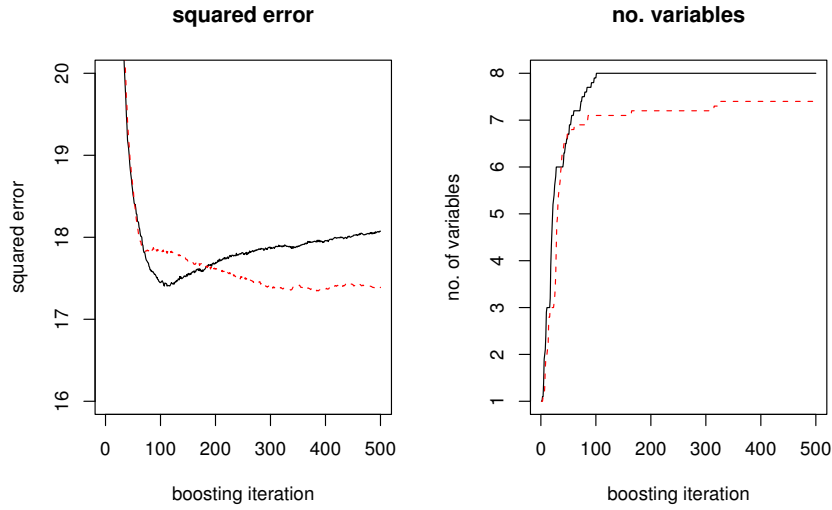 squared error
squared error
16 17 18 19 20
0 100 200 300 400 500
boosting iteration
no. variables
no. of variables
1 2 3 4 5 6 7 8
0 100 200 300 400 500
boosting iteration